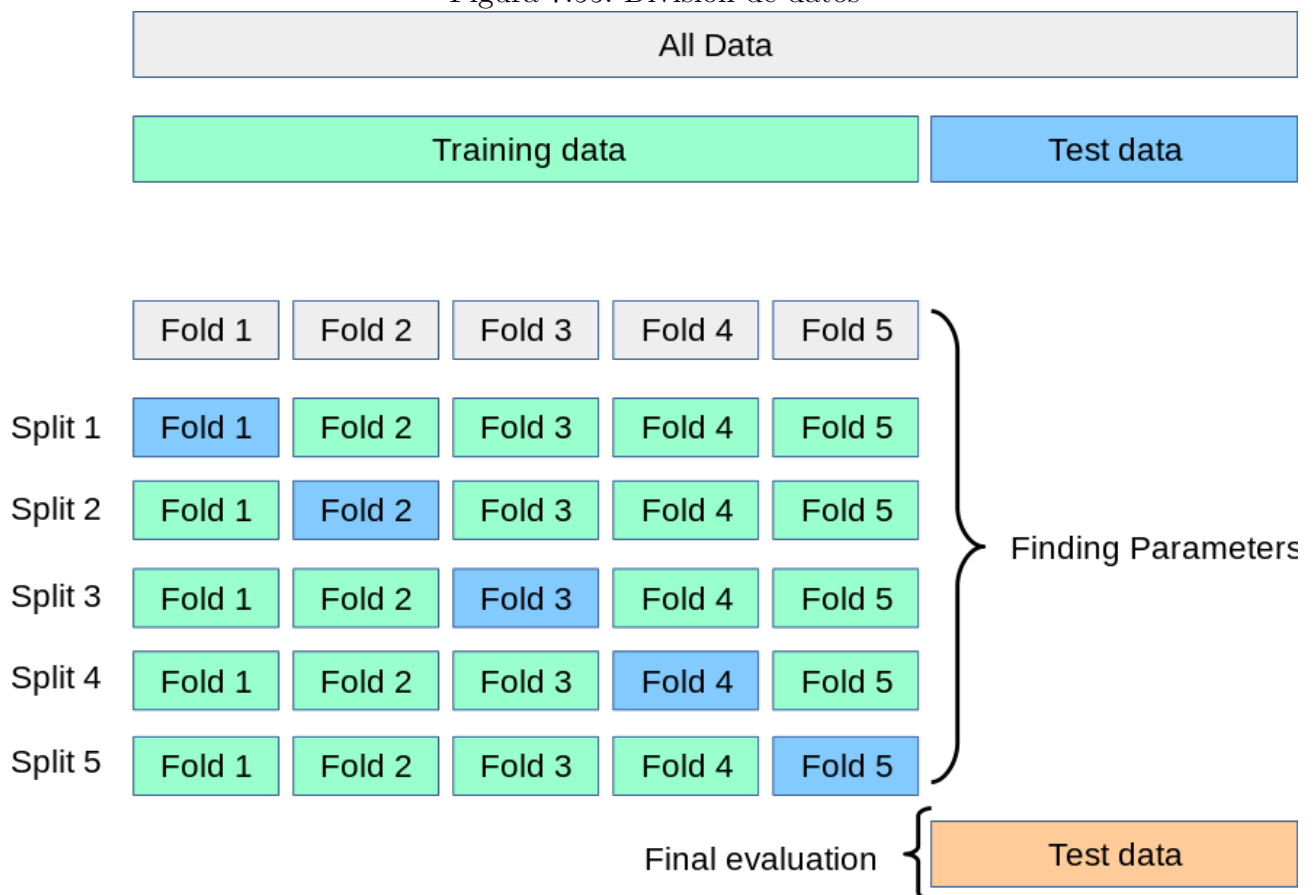 All Data
Training data Test data
Fold 1 Fold 2 Fold 3 Fold 4 Fold 5
Split 1 Fold 1 Fold 2 Fold 3 Fold 4 Fold 5
Split 2 Fold 1 Fold 2 Fold 3 Fold 4 Fold 5
Finding Parameters
Split 3 Fold 1 Fold 2 Fold 3 Fold 4 Fold 5
Split 4 Fold 1 Fold 2 Fold 3 Fold 4 Fold 5
Split 5 Fold 1 Fold 2 Fold 3 Fold 4 Fold 5
Final evaluation Test data